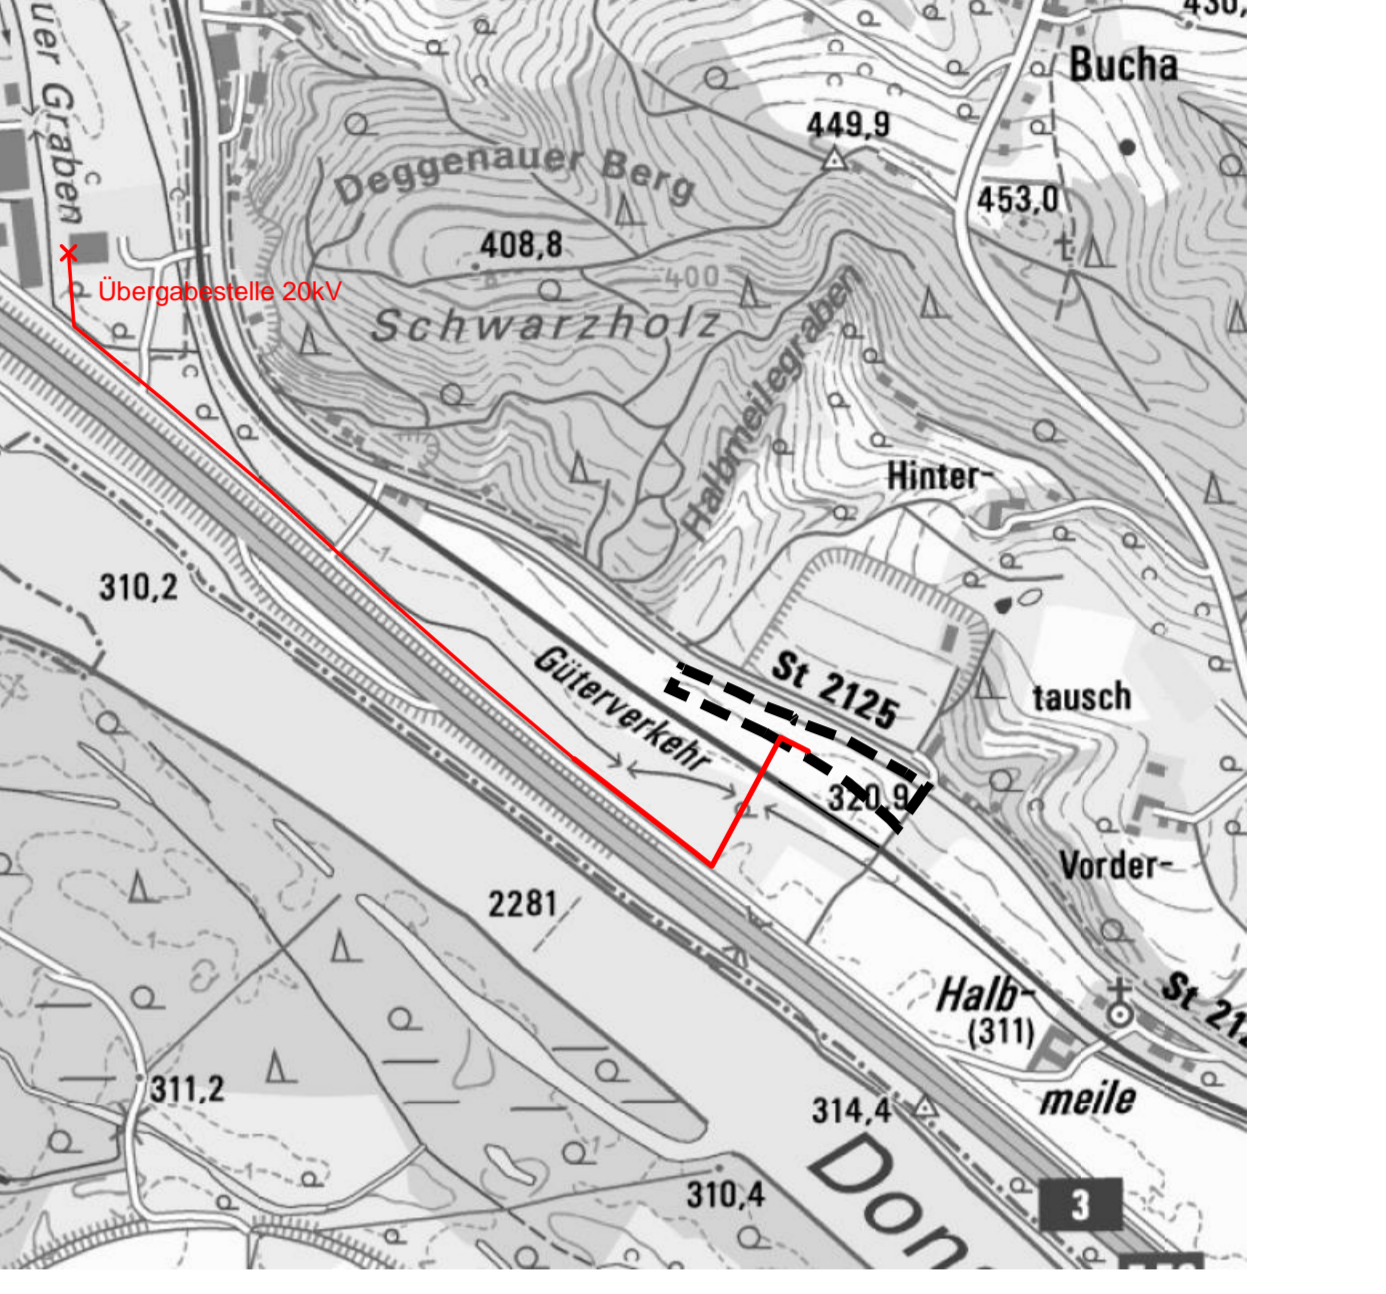 430,
Bucha
uer Graben
449,9
Deggenauer Berg
453,0
408,8
400
Übergabestelle 20kV
Schwarzholz
Halbmeilegraben
Hinter-
310,2
St 2125
Güterverkehr
tausch
320,9
Vorder-
2281
Halb-
(311)
St 212
meile
311,2
314,4
Don
310,4
3